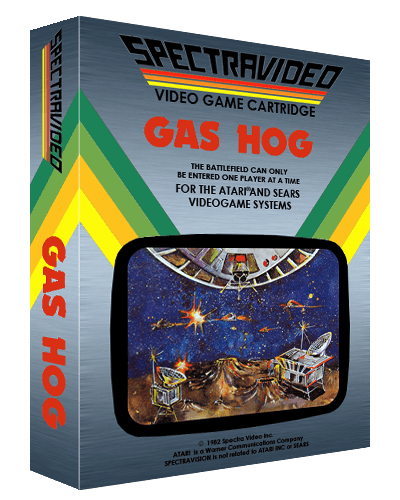 SPECTRAVIDEO
VIDEO GAME CARTRIDGE
GAS HOG
THE BATTLEFIELD CAN ONLY
BE ENTERED ONE PLAYER AT A TIME
FOR THE ATARI® AND SEARS
VIDEOGAME SYSTEMS
© 1982 Spectra Video Inc.
ATARI is a Warner Communications Company
SPECTRAVISION is not related to ATARI INC or SEARS
SPECTRAVIDEO
GAS HOG